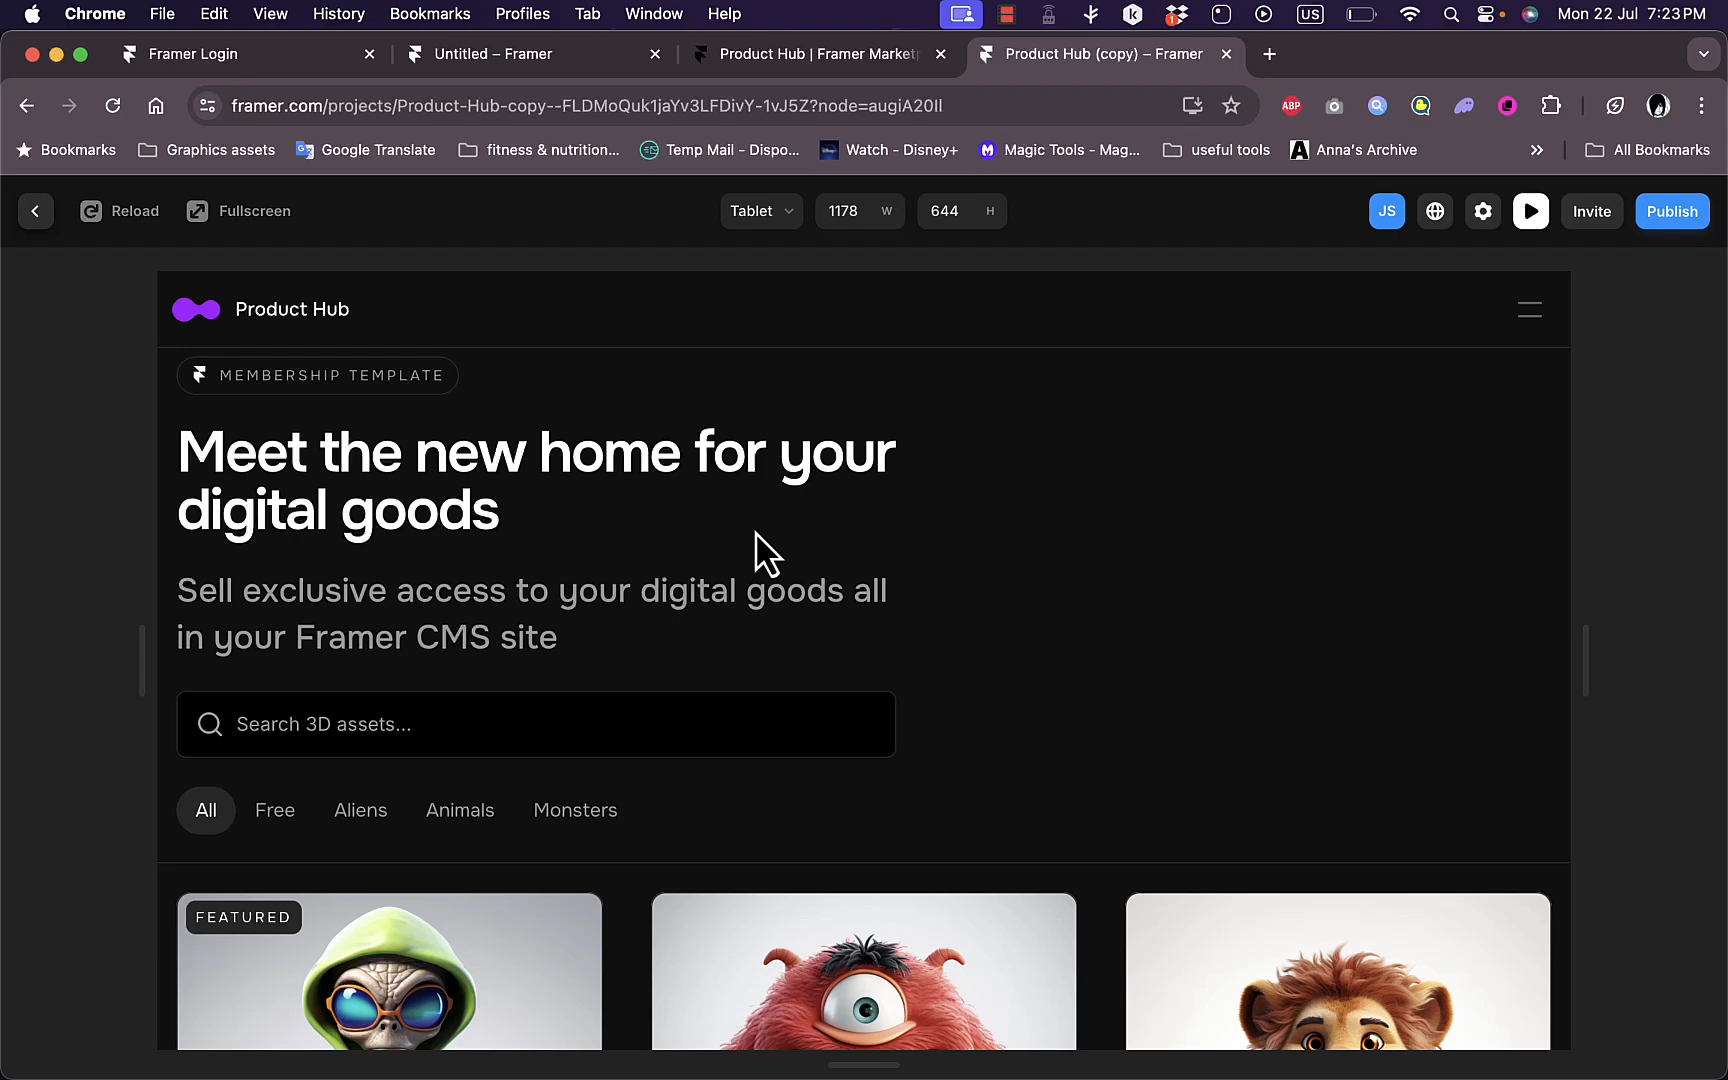 Chrome File Edit View History Bookmarks Profiles Tab Window Help 1 US Mon 22 Jul 7:23 PM
Framer Login Untitled – Framer Product Hub | Framer Market Product Hub (copy) – Framer
framer.com/projects/Product-Hub-copy--FLDMoQuk1jaYv3LFDivY-1vJ5Z?node=augiA20Il ABP
Bookmarks Graphics assets Google Translate fitness & nutrition... Temp Mail - Dispo... Watch - Disney+ Magic Tools - Mag... useful tools Anna's Archive All Bookmarks
Reload Fullscreen Tablet 1178 W 644 H JS Invite Publish
Product Hub
MEMBERSHIP TEMPLATE
Meet the new home for your
digital goods
Sell exclusive access to your digital goods all
in your Framer CMS site
Search 3D assets...
All Free Aliens Animals Monsters
FEATURED